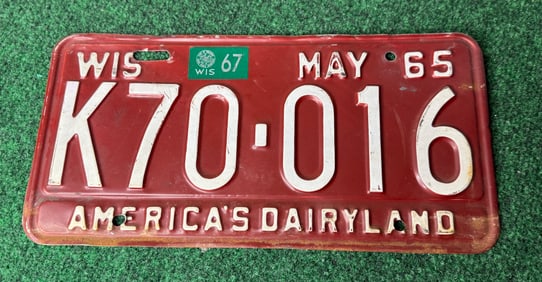 WIS WIS 67 MAY 65
K70-016
AMERICA'S DAIRYLAND